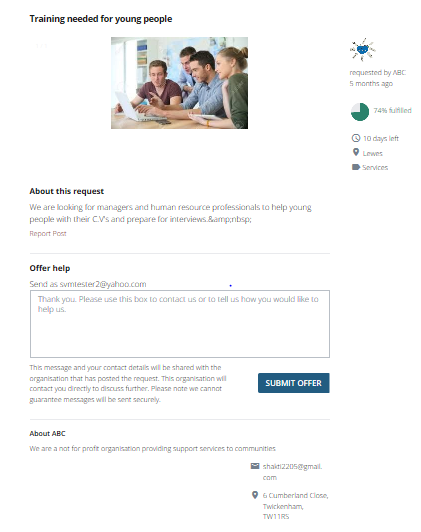 Training needed for young people
requested by ABC
5 months ago
74% fulfilled
10 days left
Lewes
Services
About this request
We are looking for managers and human resource professionals to help young
people with their C.V's and prepare for interviews.&amp;nbsp;
Report Post
Offer help
Send as svmtester2@yahoo.com
Thank you. Please use this box to contact us or to tell us how you would like to
help us.
This message and your contact details will be shared with the
organisation that has posted the request. This organisation will
contact you directly to discuss further. Please note we cannot
guarantee messages will be sent securely.
SUBMIT OFFER
About ABC
We are a not for profit organisation providing support services to communities
shakti2205@gmail.
com
6 Cumberland Close,
Twickenham,
TW11RS